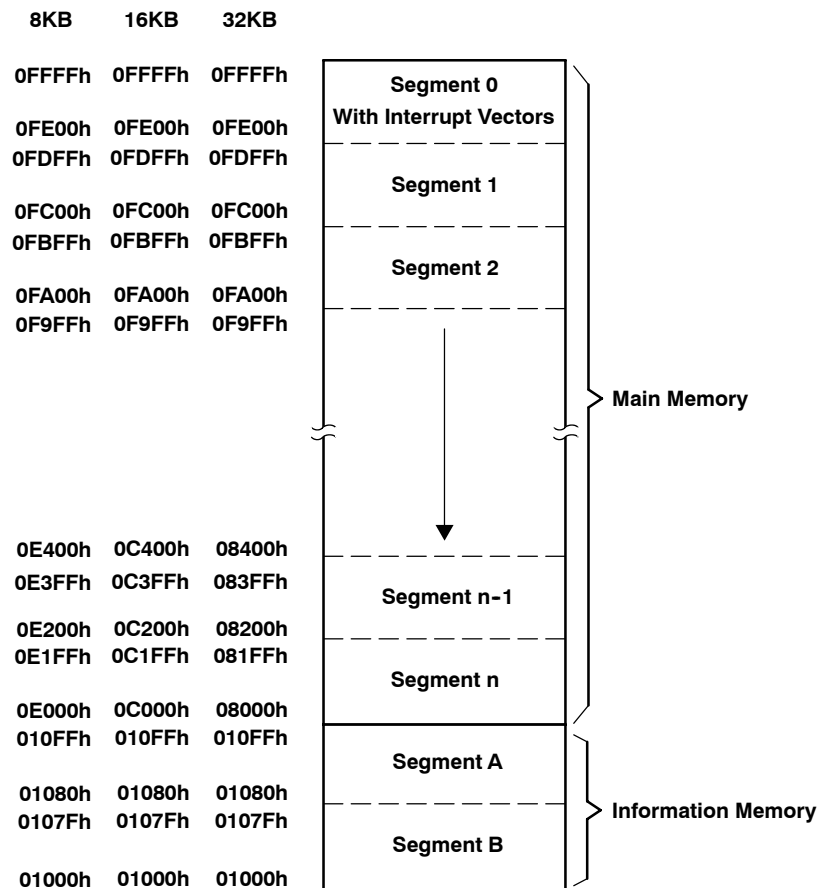 8KB 16KB 32KB
0FFFFh 0FFFFh 0FFFFh
Segment 0
With Interrupt Vectors
0FE00h 0FE00h 0FE00h
0FDFFh 0FDFFh 0FDFFh
Segment 1
0FC00h 0FC00h 0FC00h
0FBFFh 0FBFFh 0FBFFh
Segment 2
0FA00h 0FA00h 0FA00h
0F9FFh 0F9FFh 0F9FFh
Main Memory
0E400h 0C400h 08400h
0E3FFh 0C3FFh 083FFh
Segment n-1
0E200h 0C200h 08200h
0E1FFh 0C1FFh 081FFh
Segment n
0E000h 0C000h 08000h
010FFh 010FFh 010FFh
Segment A
01080h 01080h 01080h
0107Fh 0107Fh 0107Fh
Information Memory
Segment B
01000h 01000h 01000h